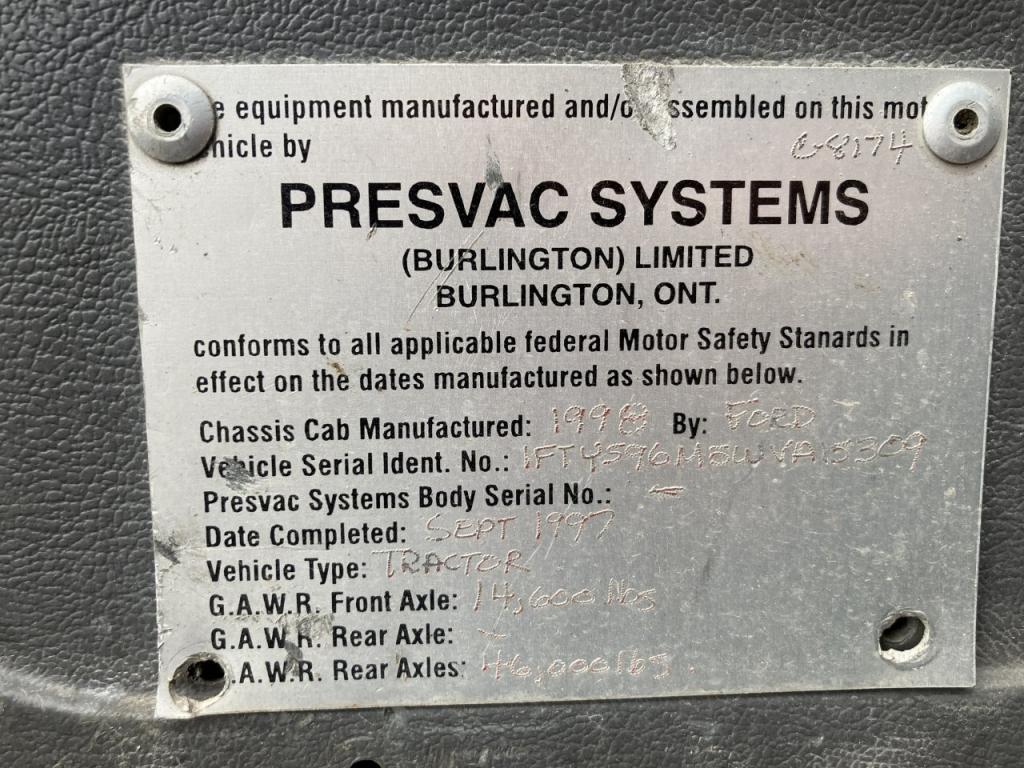 e equipment manufactured and/o ssembled on this mot
hicle by C-8174
PRESVAC SYSTEMS
(BURLINGTON) LIMITED
BURLINGTON, ONT.
conforms to all applicable federal Motor Safety Stanards in
effect on the dates manufactured as shown below.
Chassis Cab Manufactured: 1998 By: FORD
Vehicle Serial Ident. No.:
Presvac Systems Body Serial No.: -
Date Completed: SEPT 1997
Vehicle Type: TRACTOR
G.A.W.R. Front Axle: 14,600 lbs
G.A.W.R. Rear Axle: -
.A.W.R. Rear Axles: 46,000 lbs.